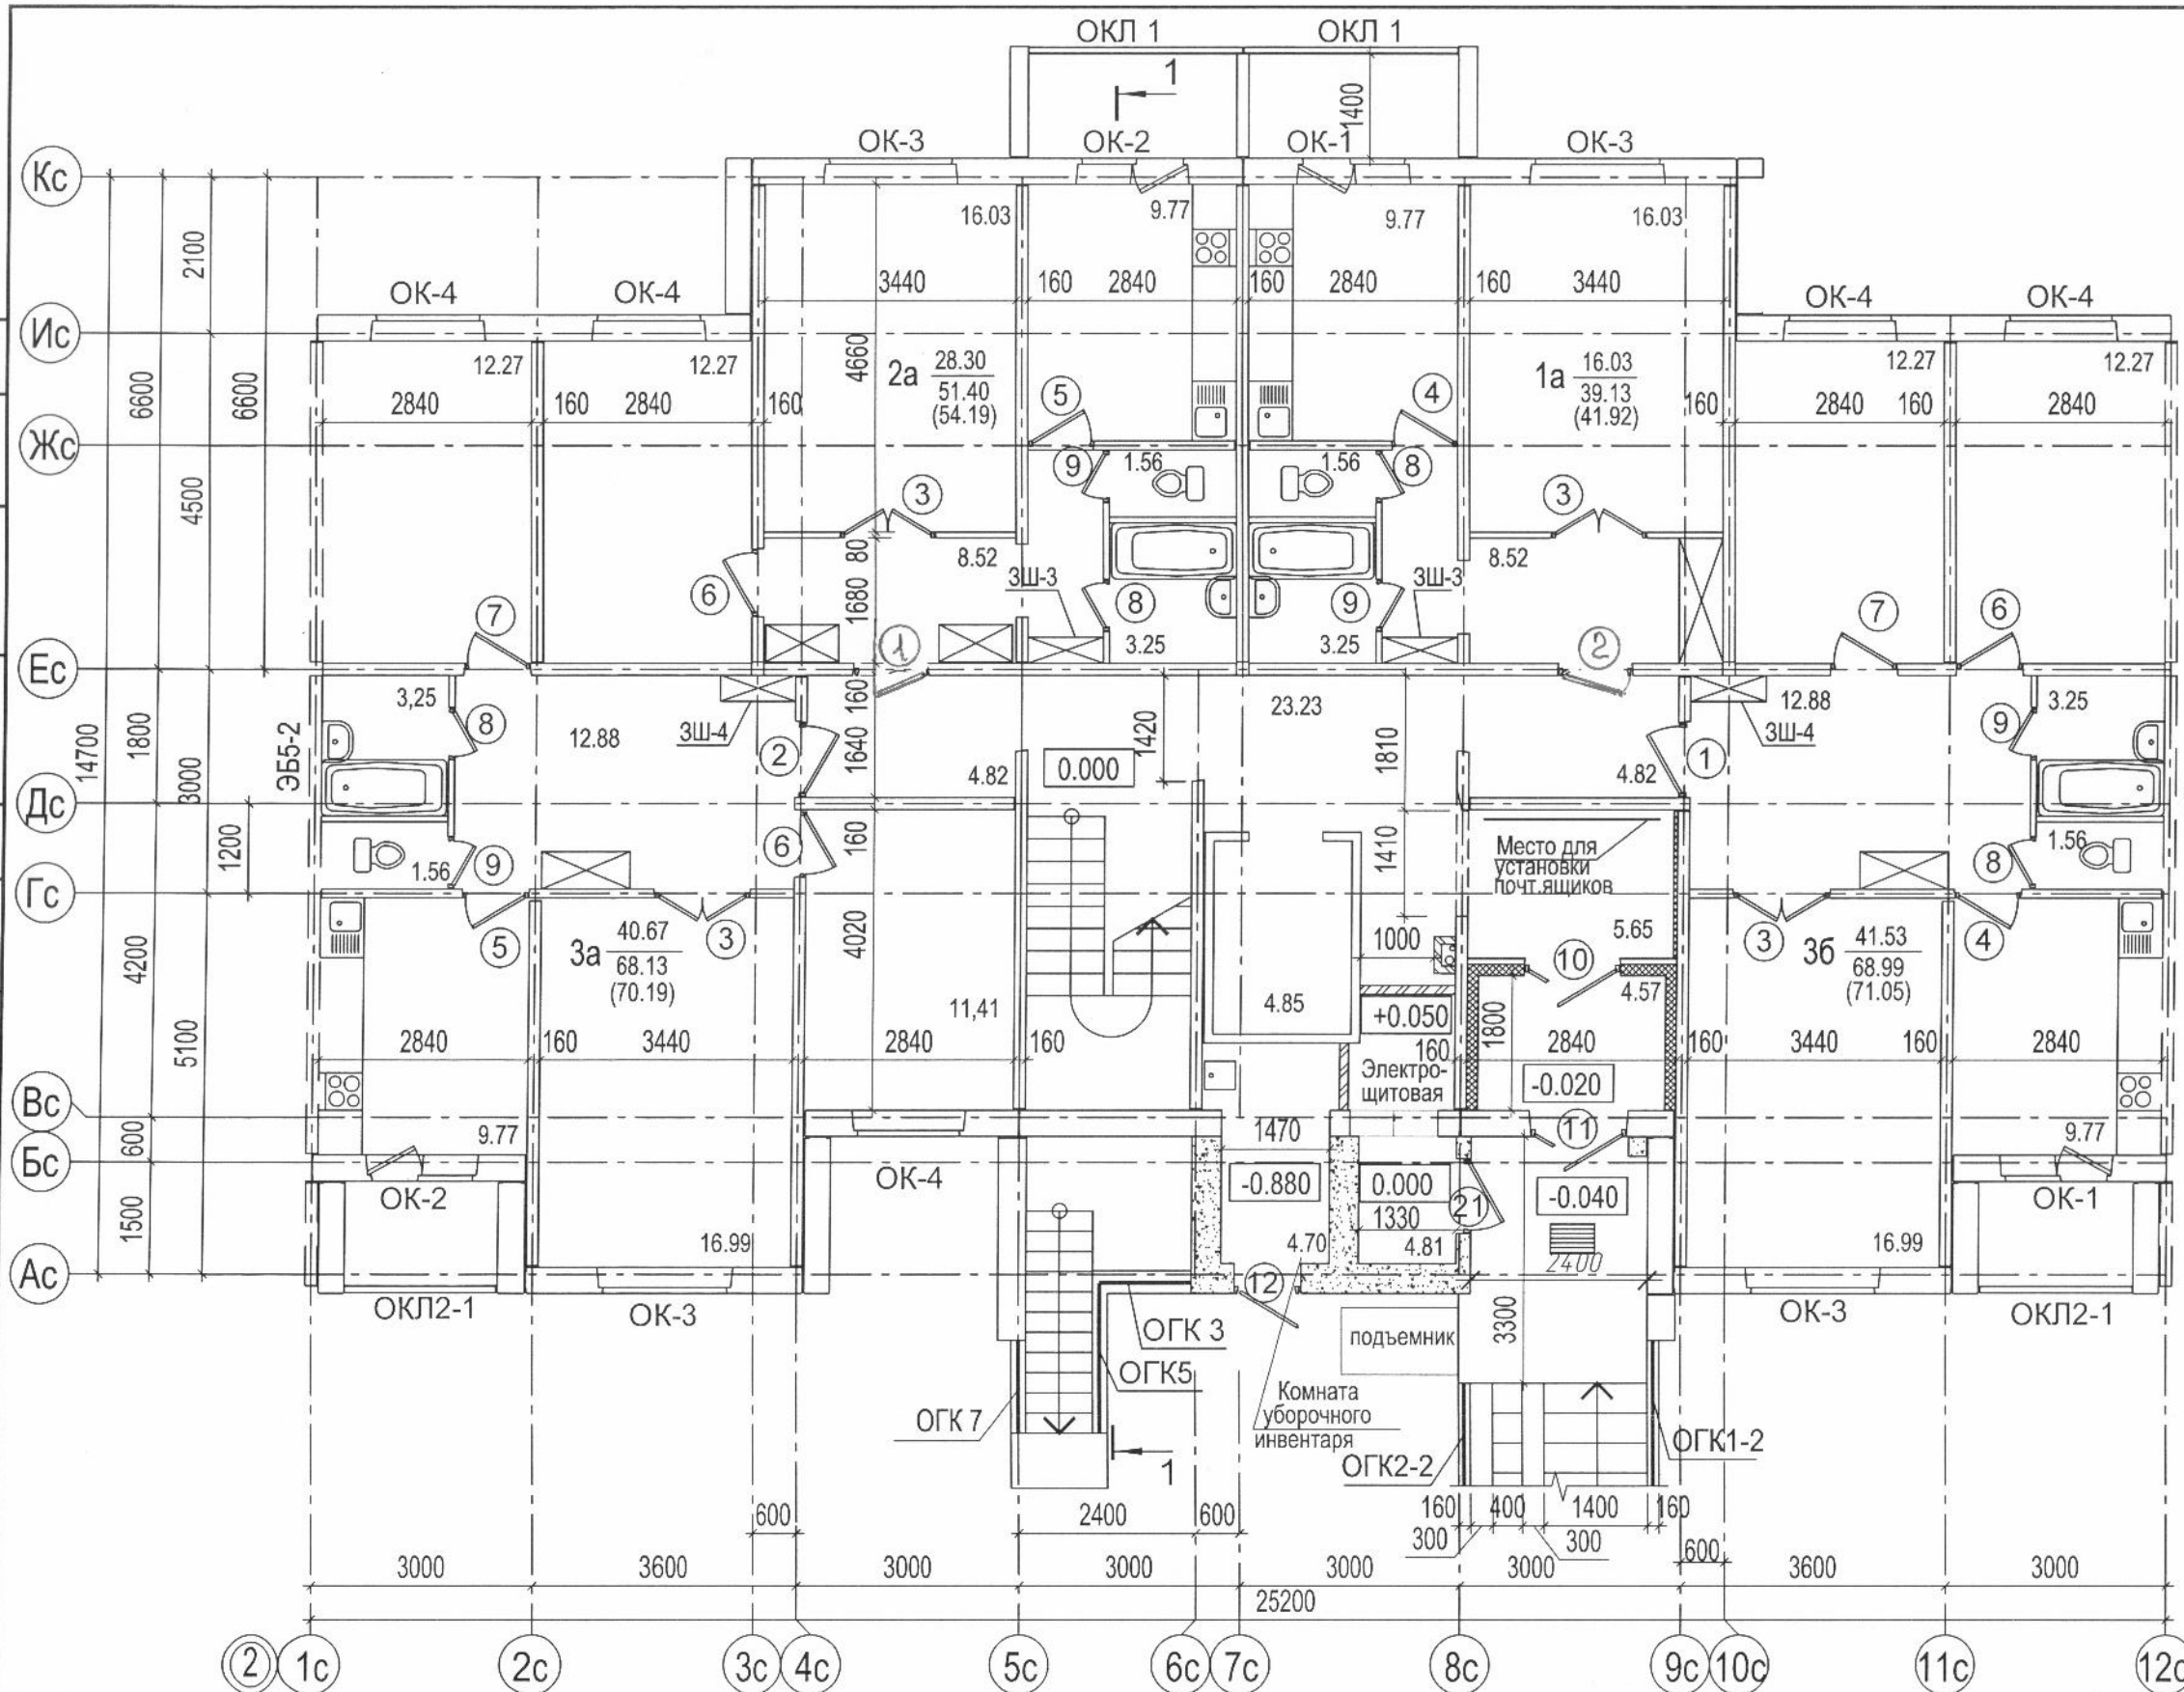 ОКЛ 1 ОКЛ 1
1
1400
ОК-3 ОК-2 ОК-1 ОК-3
Кс
16.03 9.77 9.77 16.03
2100
3440 160 2840 160 2840 160 3440
ОК-4 ОК-4 ОК-4 ОК-4
Ис
12.27 12.27 12.27 12.27
4660
2а 28.30
51.40
(54.19)
1а 16.03
39.13
(41.92)
6600 6600
2840 160 2840 160 5 4 160 2840 160 2840
Жс
9 1.56 1.56 8
4500
3 3
80 8.52 8.52
ЗШ-3 ЗШ-3
6 1680 8 9 7 6
7 1 3.25 3.25 2
Ес
3,25 160 23.23 12.88 3.25
ЭБ5-2
8 12.88 ЗШ-4 2 1640 1420 1810 1 ЗШ-4 9
14700 1800 3000
4.82 0.000 4.82
Дс
1200 6 160 1410
Место для
установки
почт.ящиков
1.56 9 8 1.56
Гс
5 3 4020 1000 5.65 3 4
3а 40.67
68.13
(70.19)
3б 41.53
68.99
(71.05)
10
4200
11,41 4.85 +0.050 4.57
1800
5100
2840 160 3440 2840 160 160 2840 160 3440 160 2840
Электро-
щитовая
-0.020
Вс
600 9.77 1470 11 9.77
Бс
ОК-2 ОК-4 -0.880 0.000 21 -0.040 ОК-1
1500 1330
16.99 4.70 4.81 2400 16.99
Ас
12
ОКЛ2-1 ОК-3 ОГК 3 подъемник 3300 ОК-3 ОКЛ2-1
ОГК5
ОГК 7
Комната
уборочного
инвентаря
1
ОГК2-2 ОГК1-2
600 2400 600 160 400 1400 160
300 300 600
3000 3600 3000 3000 3000 3000 3600 3000
25200
2 1с 2с 3с 4с 5с 6с 7с 8с 9с 10с 11с 12с